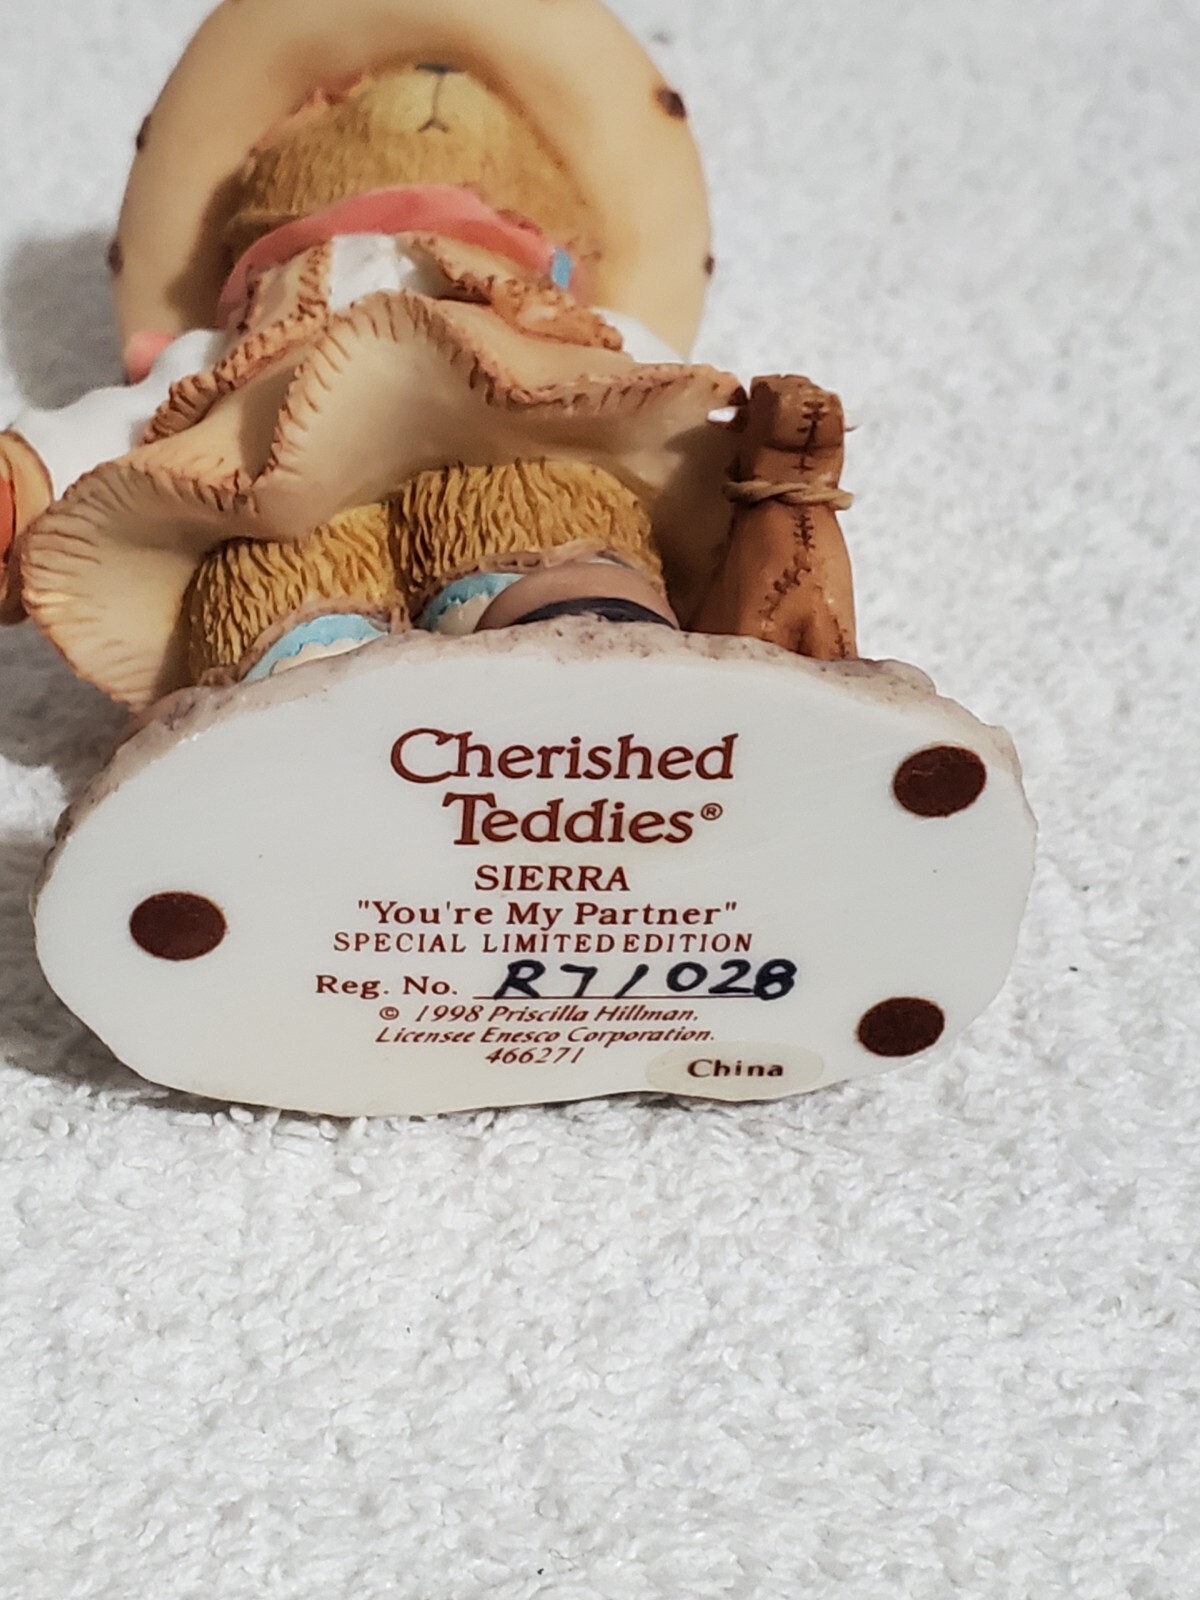 Cherished
Teddies®
SIERRA
"You're My Partner"
SPECIAL LIMITED EDITION
Reg. No. R71028
© 1998 Priscilla Hillman,
Licensee Enesco Corporation.
466271
China